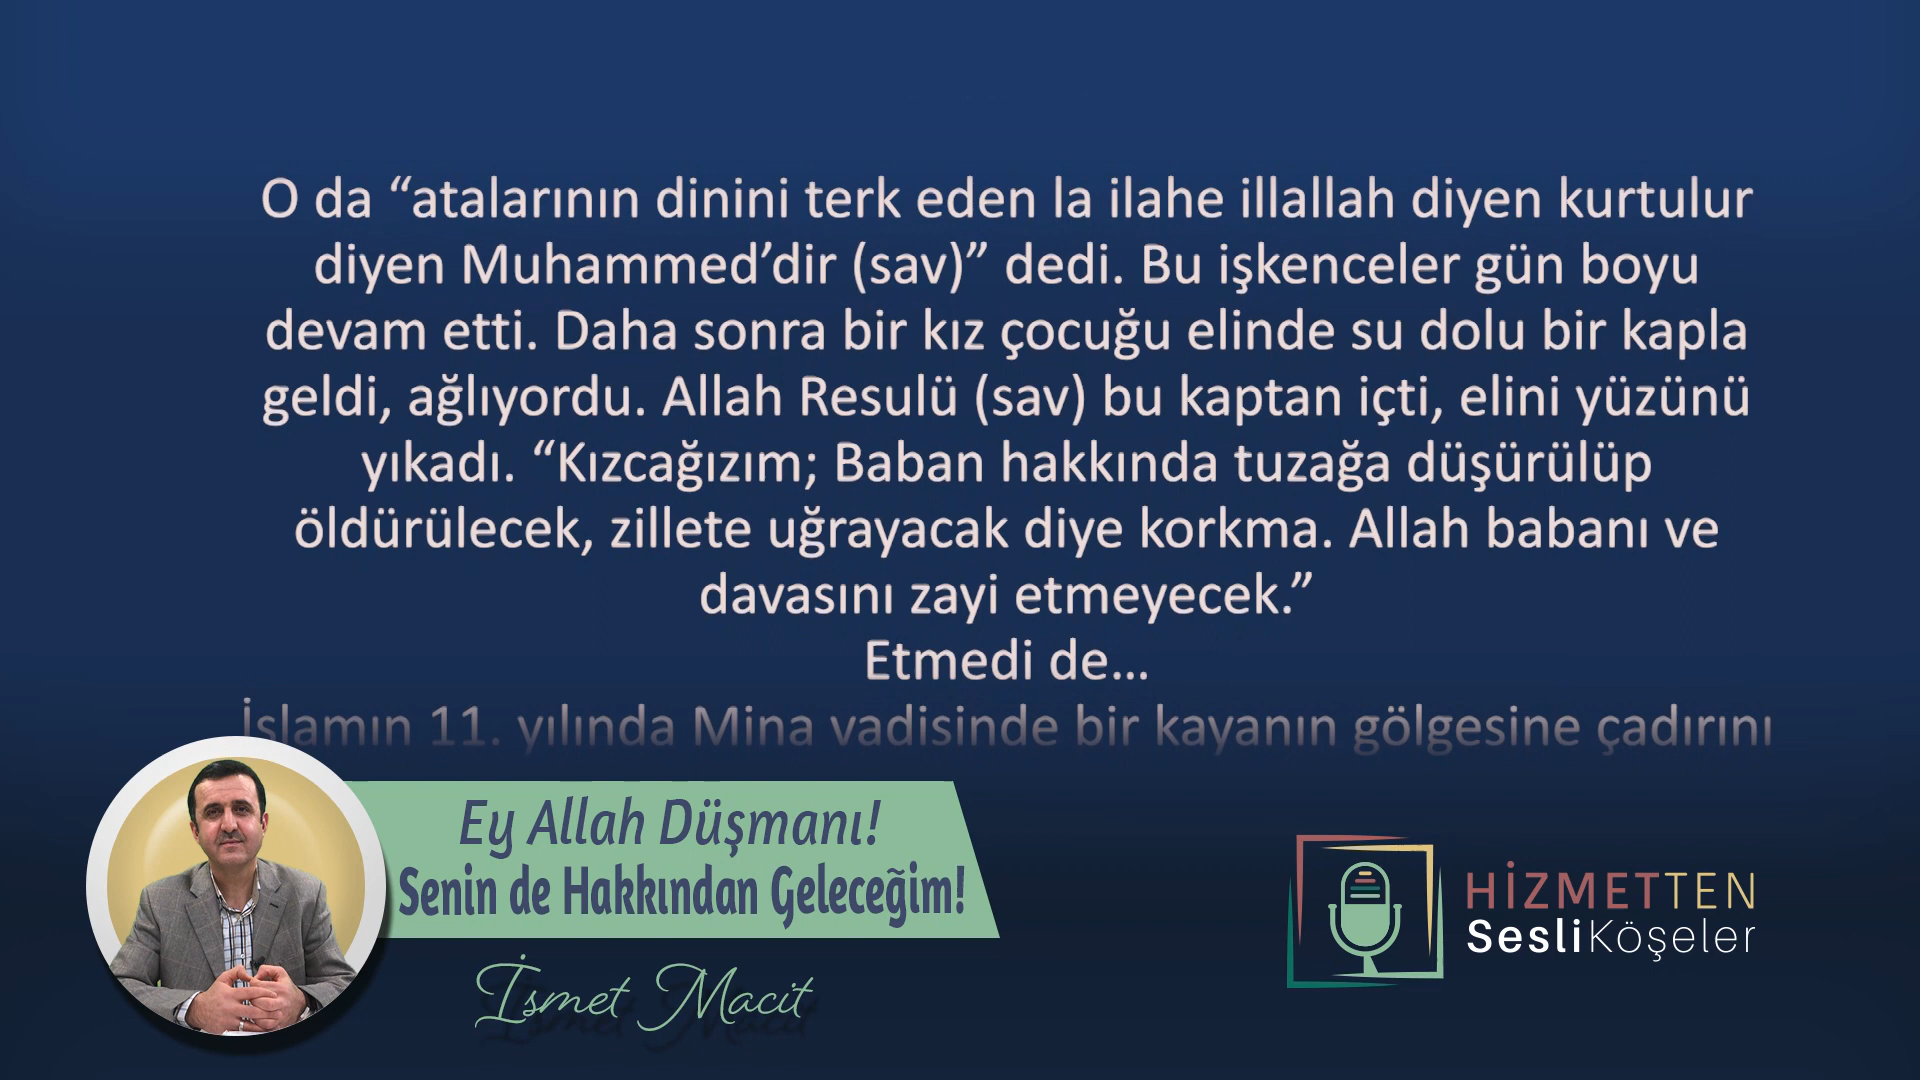 O da “atalarının dinini terk eden la ilahe illallah diyen kurtulur
diyen Muhammed’dir (sav)” dedi. Bu işkenceler gün boyu
devam etti. Daha sonra bir kız çocuğu elinde su dolu bir kapla
geldi, ağlıyordu. Allah Resulü (sav) bu kaptan içti, elini yüzünü
yıkadı. “Kızcağızım; Baban hakkında tuzağa düşürülüp
öldürülecek, zillete uğrayacak diye korkma. Allah babanı ve
davasını zayi etmeyecek.”
Etmedi de…
İslamın 11. yılında Mina vadisinde bir kayanın gölgesine çadırını
Ey Allah Düşmanı!
Senin de Hakkından Geleceğim!
İsmet Macit
HİZMETTEN
SesliKöşeler